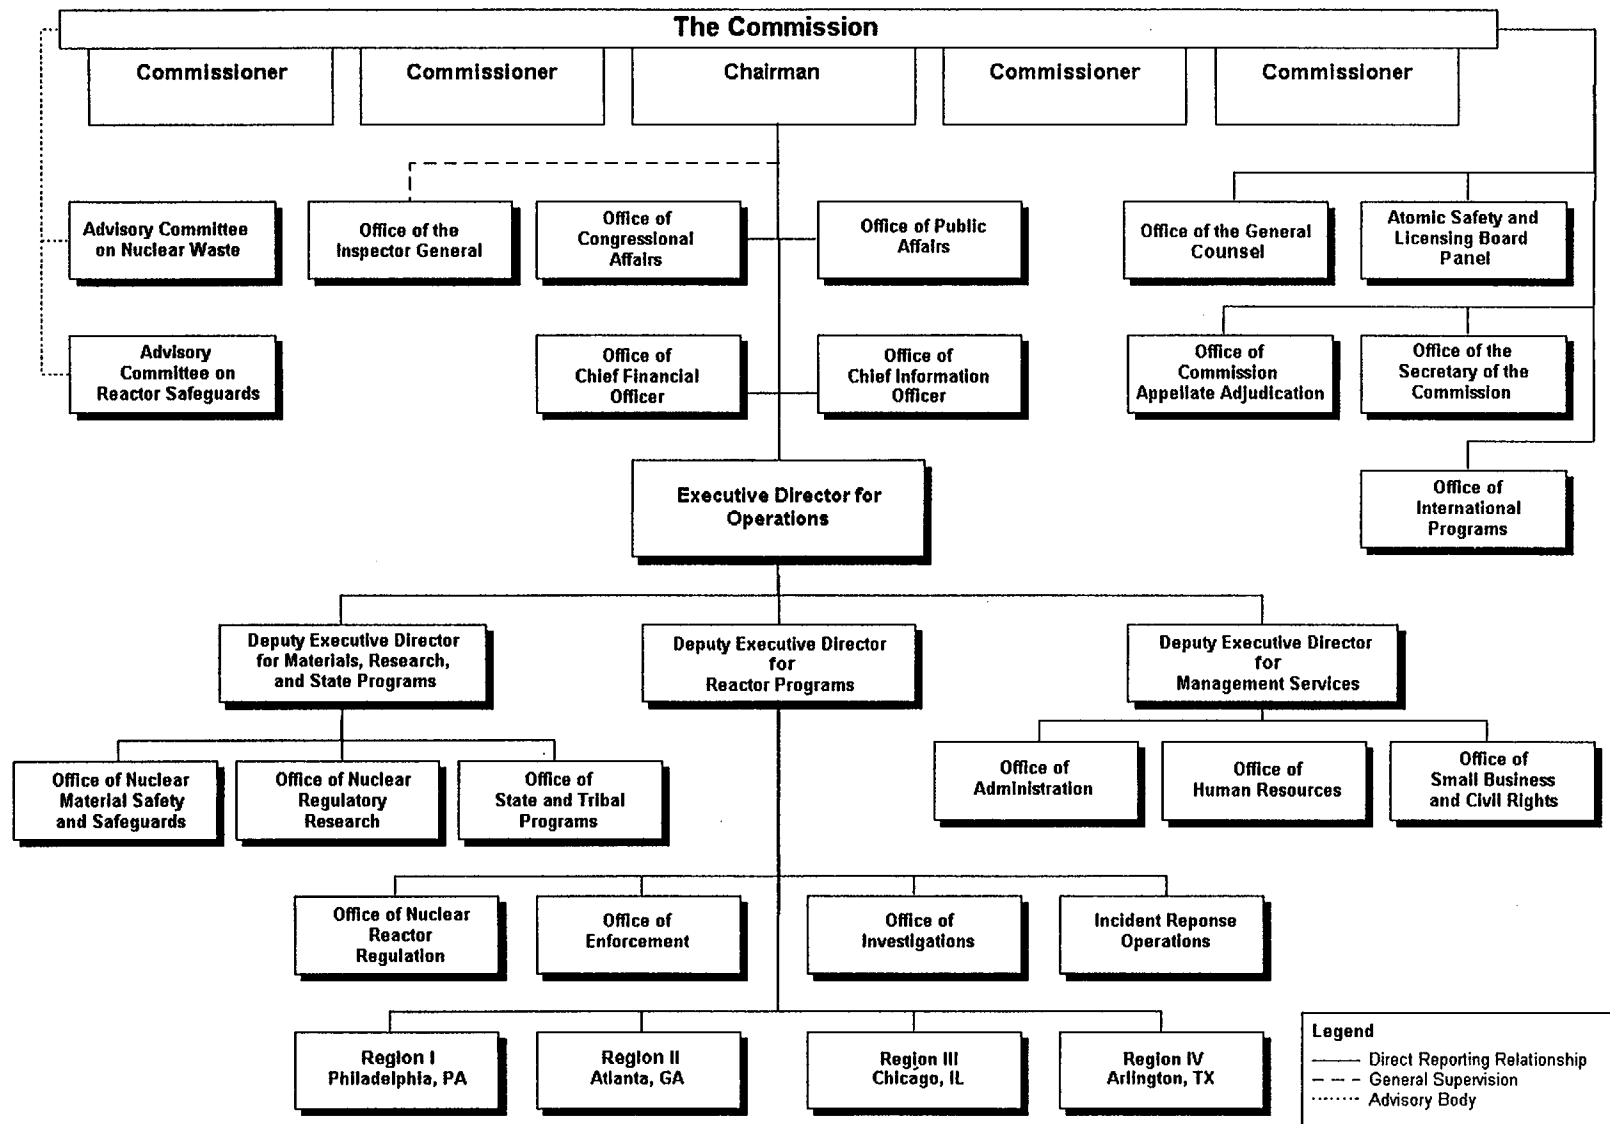 The Commission
Commissioner
Commissioner
Chairman
Commissioner
Commissioner
Advisory Committee
on Nuclear Waste
Office of the
Inspector General
Office of
Congressional
Affairs
Office of Public
Affairs
Office of the General
Counsel
Atomic Safety and
Licensing Board
Panel
Advisory
Committee on
Reactor Safeguards
Office of
Chief Financial
Officer
Office of
Chief Information
Officer
Office of
Commission
Appellate Adjudication
Office of the
Secretary of the
Commission
Executive Director for
Operations
Office of
International
Programs
Deputy Executive Director
for Materials, Research,
and State Programs
Deputy Executive Director
for
Reactor Programs
Deputy Executive Director
for
Management Services
Office of Nuclear
Material Safety
and Safeguards
Office of Nuclear
Regulatory
Research
Office of
State and Tribal
Programs
Office of
Administration
Office of
Human Resources
Office of
Small Business
and Civil Rights
Office of Nuclear
Reactor
Regulation
Office of
Enforcement
Office of
Investigations
Incident Reponse
Operations
Region I
Philadelphia, PA
Region II
Atlanta, GA
Region III
Chicago, IL
Region IV
Arlington, TX
Legend
Direct Reporting Relationship
General Supervision
Advisory Body